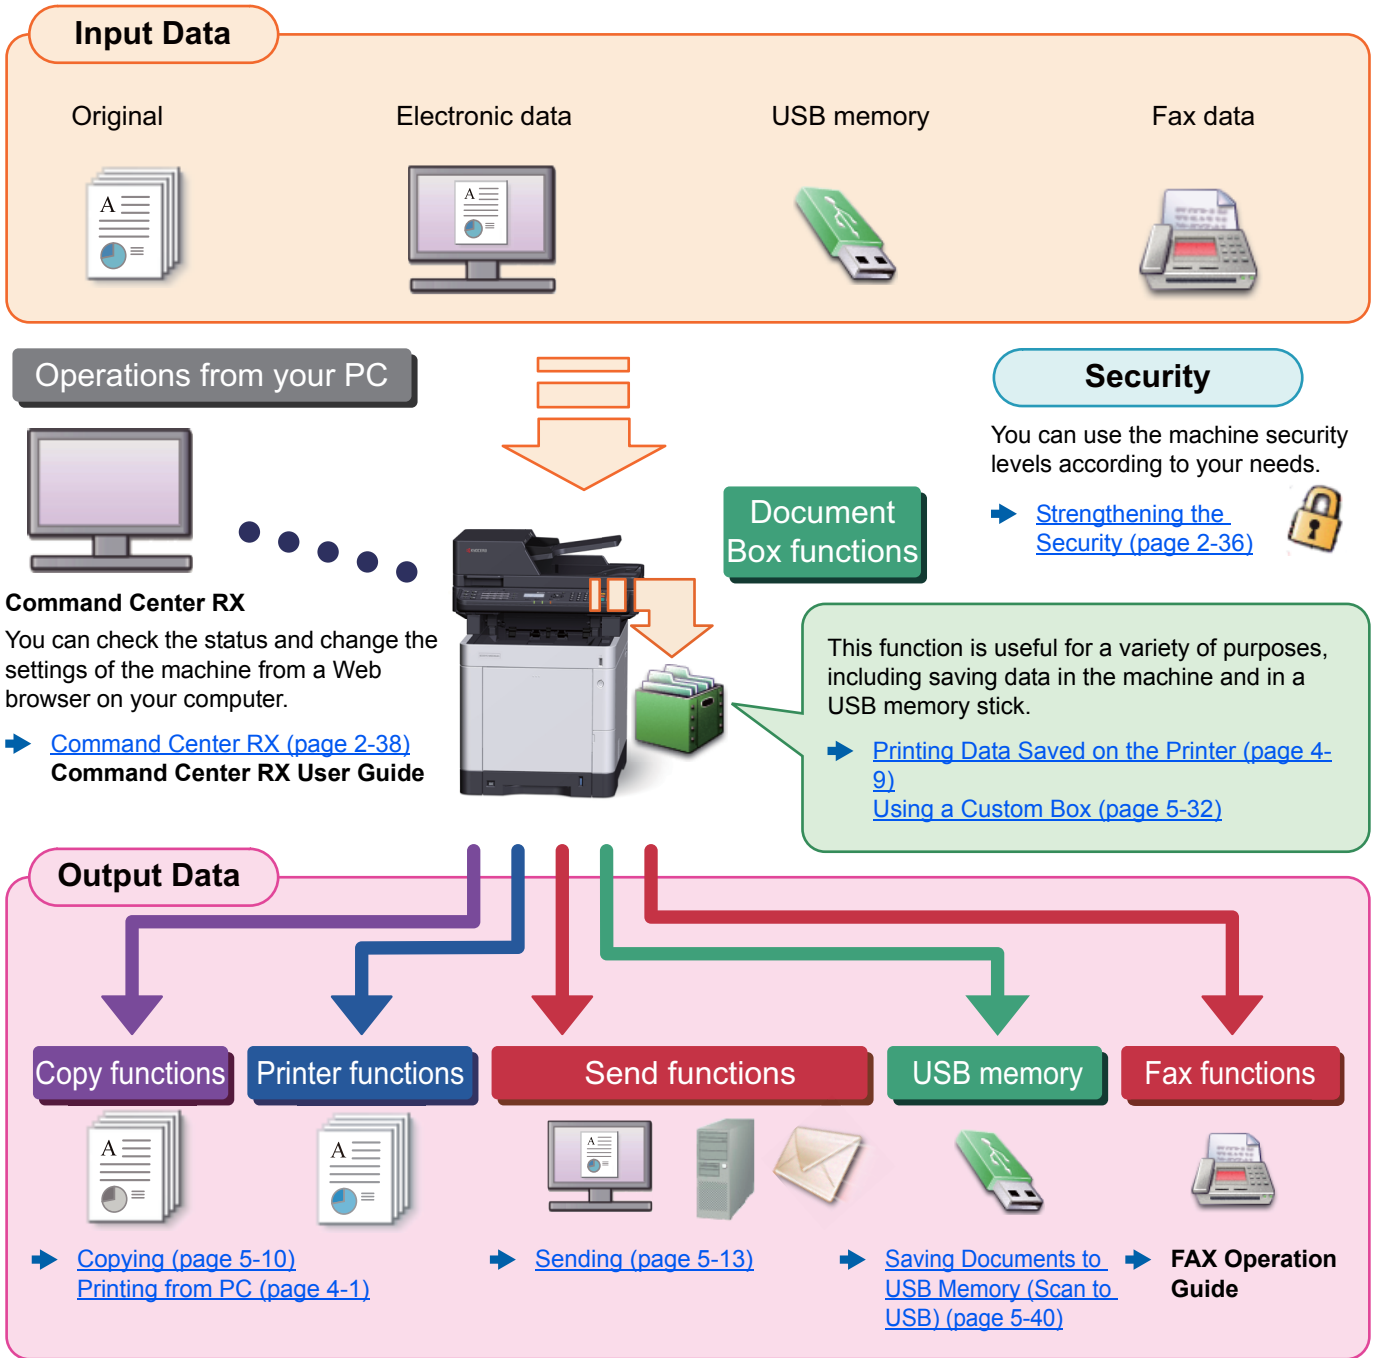 Input Data
Original
Electronic data
USB memory
Fax data
Operations from your PC
Security
You can use the machine security
levels according to your needs.
Strengthening the
Security (page 2-36)
Document
Box functions
Command Center RX
You can check the status and change the
settings of the machine from a Web
browser on your computer.
Command Center RX (page 2-38)
Command Center RX User Guide
This function is useful for a variety of purposes,
including saving data in the machine and in a
USB memory stick.
Printing Data Saved on the Printer (page 4-
9)
Using a Custom Box (page 5-32)
Output Data
Copy functions
Printer functions
Send functions
USB memory
Fax functions
Copying (page 5-10)
Printing from PC (page 4-1)
Sending (page 5-13)
Saving Documents to
USB Memory (Scan to
USB) (page 5-40)
FAX Operation
Guide